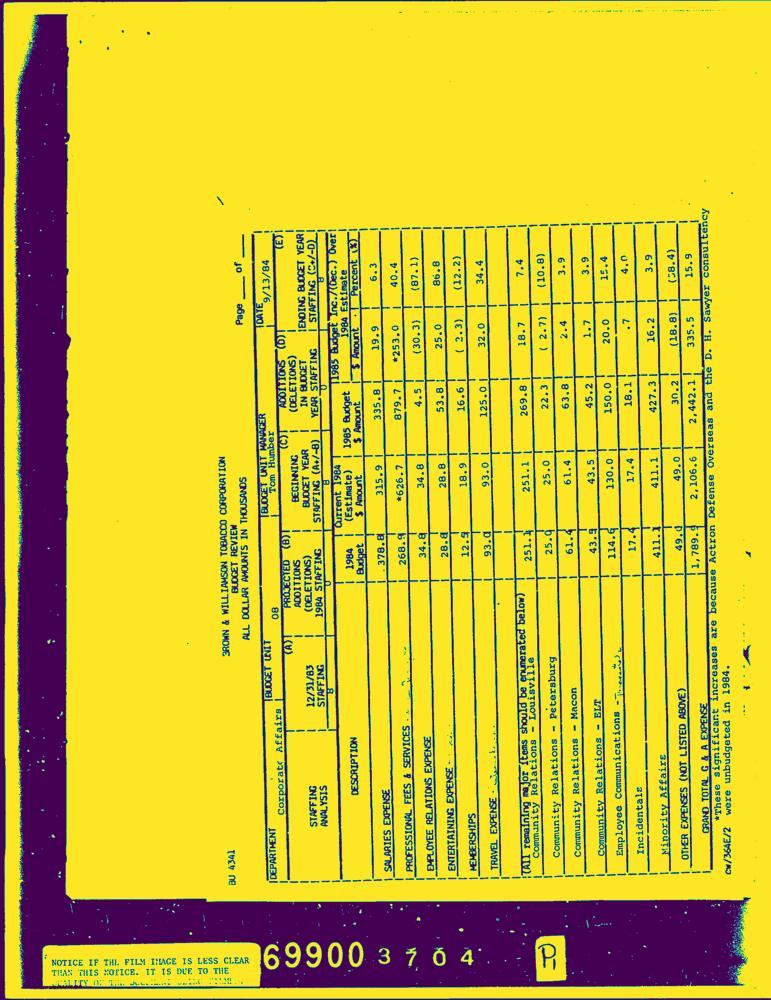 BROWN & WILLIAMSON TOBACCO CORPORATION
BUDGET REVIEW
ALL DOLLAR AMOUNTS IN THOUSANDS
BU 4341
Page ___ of ___
DEPARTMENT Corporate Affairs BUDGET UNIT 08 BUDGET UNIT MANAGER Tom Humber DATE 9/13/84
STAFFING ANALYSIS (A) 12/31/83 STAFFING 8 PROJECTED (B) ADDITIONS (DELETIONS) 1984 STAFFING 0 (C) BEGINNING BUDGET YEAR STAFFING (A+/-B) 8 ADDITIONS (D) (DELETIONS) IN BUDGET YEAR STAFFING 0 (E) ENDING BUDGET YEAR STAFFING (C+/-D) 8
DESCRIPTION 1984 Budget Current 1984 (Estimate) $ Amount 1985 Budget $ Amount 1985 Budget Inc./(Dec.) Over 1984 Estimate $ Amount Percent (%)
SALARIES EXPENSE 378.8 315.9 335.8 19.9 6.3
PROFESSIONAL FEES & SERVICES 268.9 *626.7 879.7 *253.0 40.4
EMPLOYEE RELATIONS EXPENSE 34.8 34.8 4.5 (30.3) (87.1)
ENTERTAINING EXPENSE 28.8 28.8 53.8 25.0 86.8
MEMBERSHIPS 12.5 18.9 16.6 ( 2.3) (12.2)
TRAVEL EXPENSE 93.0 93.0 125.0 32.0 34.4
(All remaining major items should be enumerated below)
Community Relations - Louisville 251.1 251.1 269.8 18.7 7.4
Community Relations - Petersburg 25.0 25.0 22.3 ( 2.7) (10.8)
Community Relations - Macon 61.4 61.4 63.8 2.4 3.9
Community Relations - ELT 43.5 43.5 45.2 1.7 3.9
Employee Communications 114.6 130.0 150.0 20.0 15.4
Incidentals 17.4 17.4 18.1 .7 4.0
Minority Affairs 411.1 411.1 427.3 16.2 3.9
OTHER EXPENSES (NOT LISTED ABOVE) 49.0 49.0 30.2 (18.8) (38.4)
GRAND TOTAL G & A EXPENSE 1,789.9 2,106.6 2,442.1 335.5 15.9
*These significant increases are because Actron Defense Overseas and the D. H. Sawyer consultency
were unbudgeted in 1984.
cw/364E/2
NOTICE IF THE FILM IMAGE IS LESS CLEAR
THAN THIS NOTICE. IT IS DUE TO THE
699003704